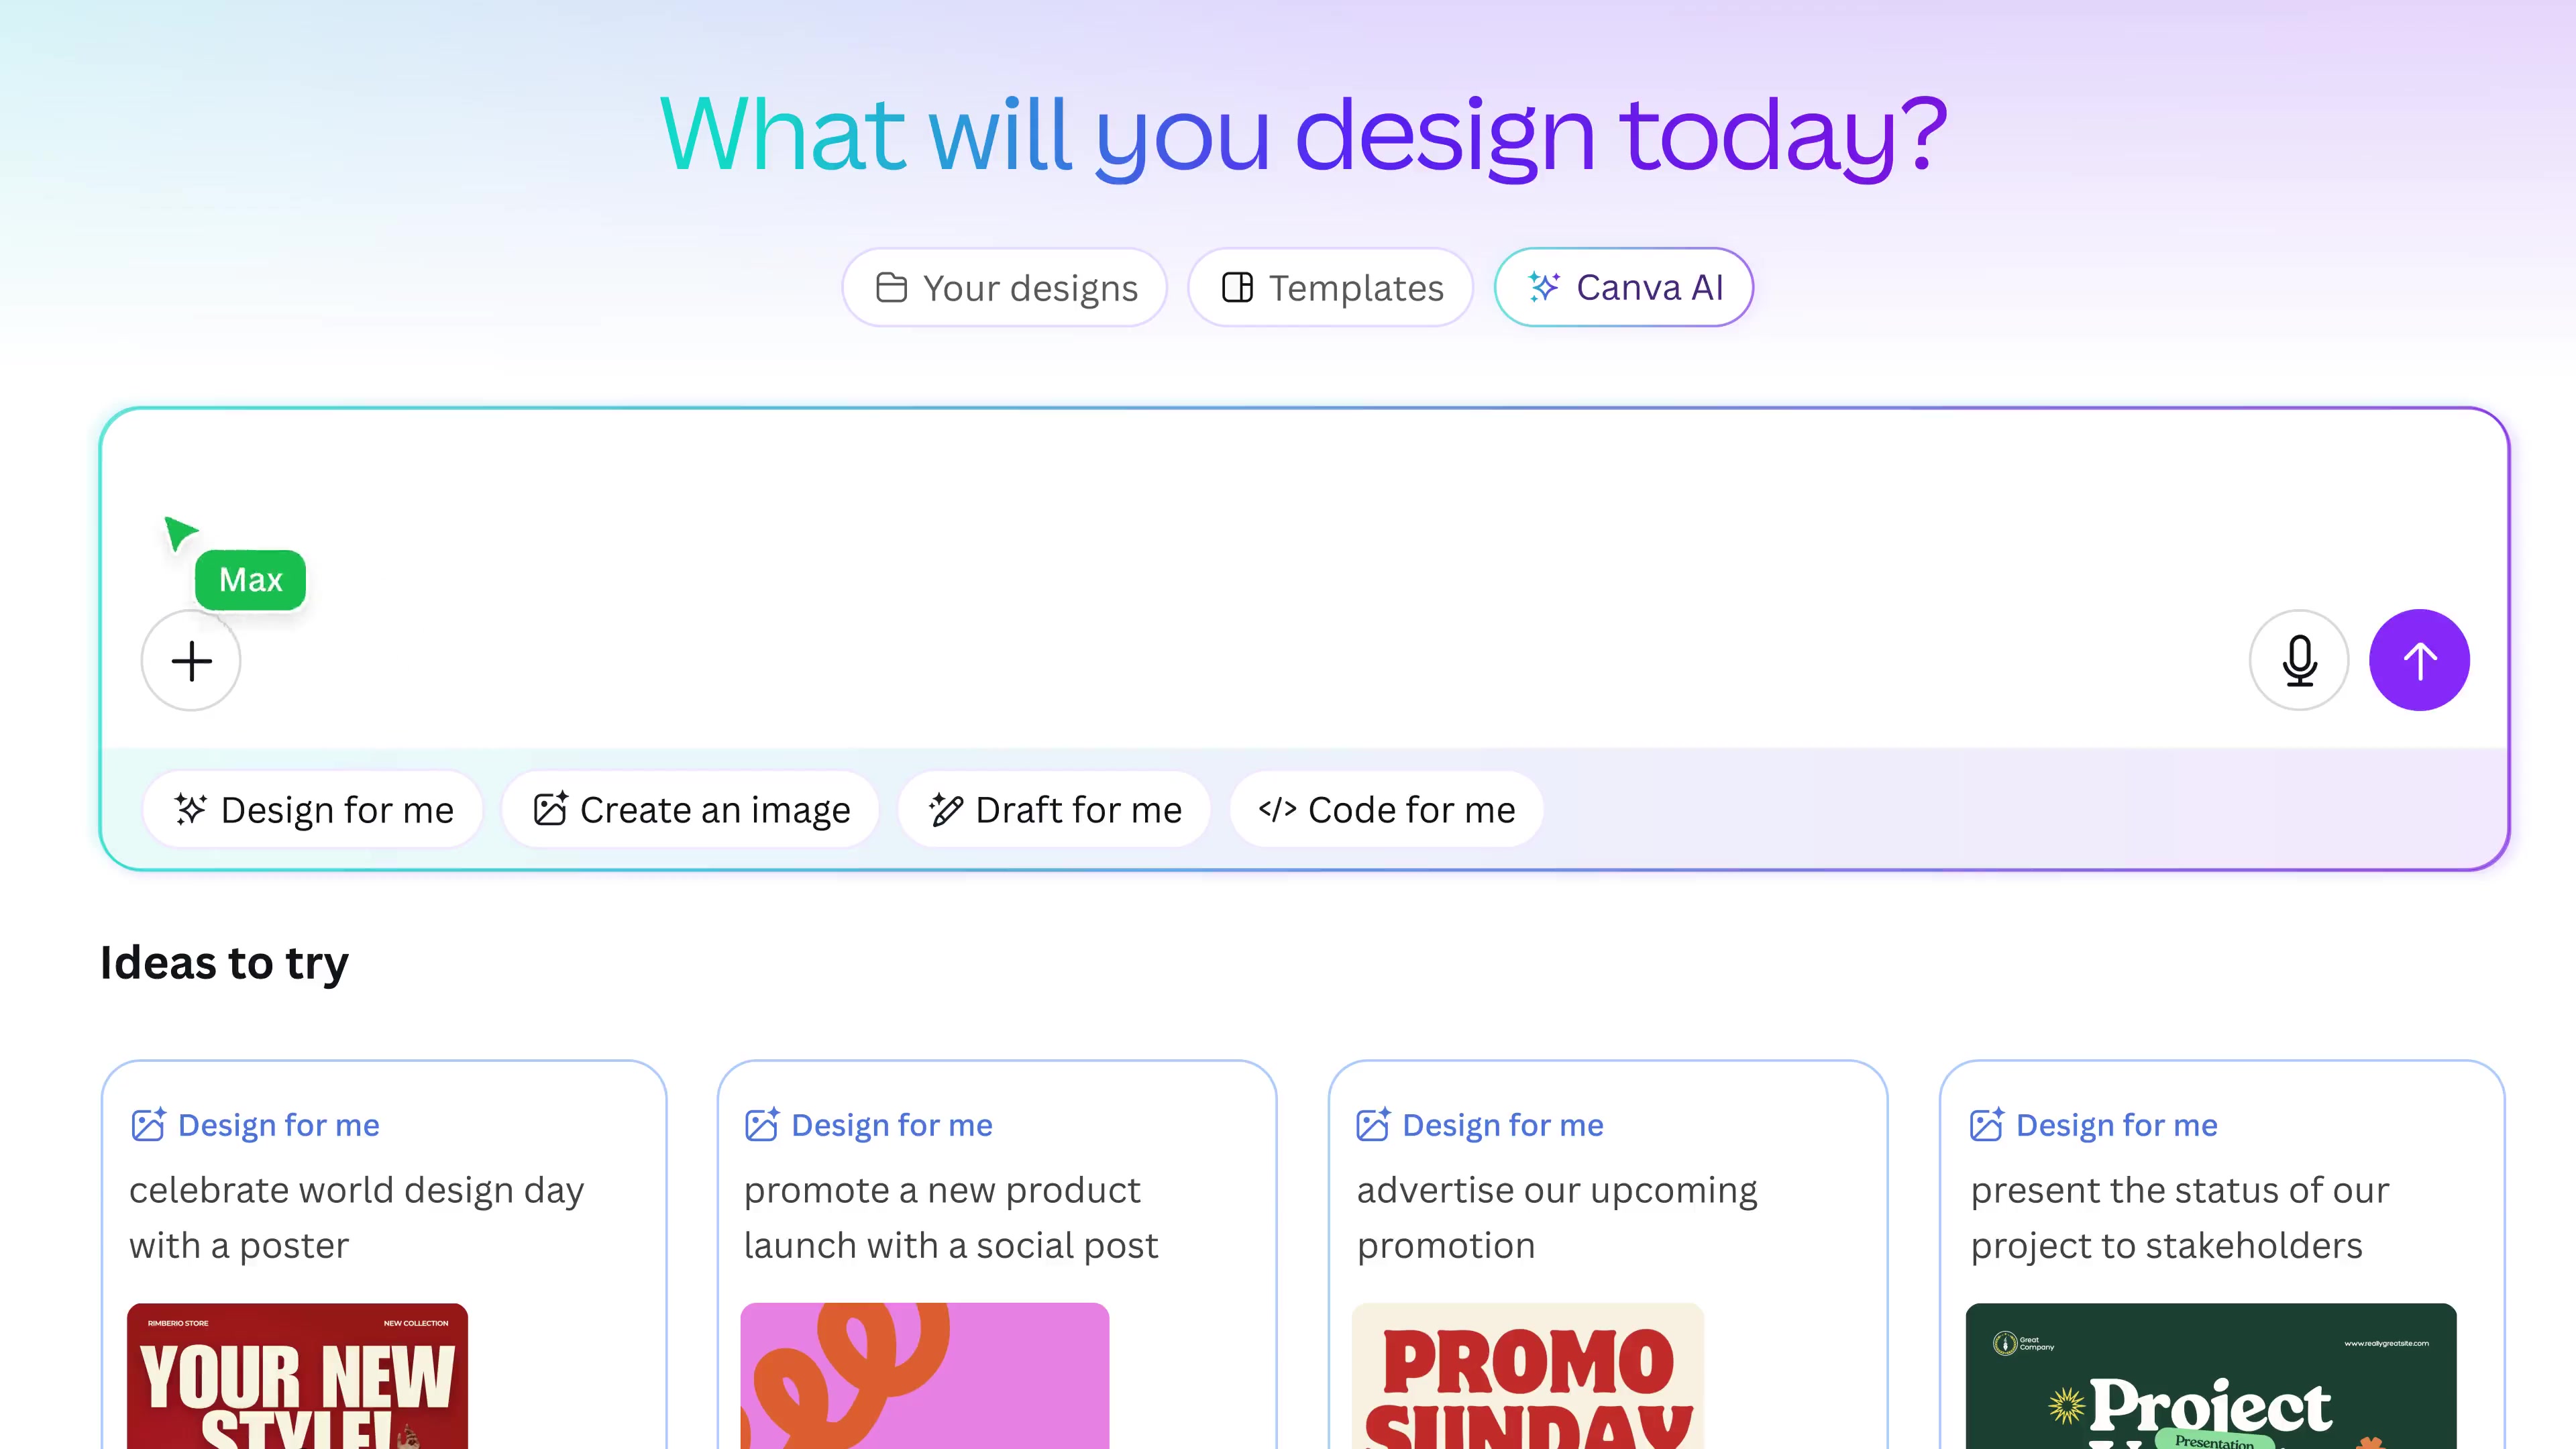 What will you design today?
Your designs
Templates
Canva AI
Max
Design for me
Create an image
Draft for me
</> Code for me
Ideas to try
Design for me
celebrate world design day
with a poster
RIMBERIO STORE
NEW COLLECTION
YOUR NEW
STYLE!
Design for me
promote a new product
launch with a social post
Design for me
advertise our upcoming
promotion
PROMO
SUNDAY
Design for me
present the status of our
project to stakeholders
Great
Company
www.reallygreatsite.com
Project
Presentation